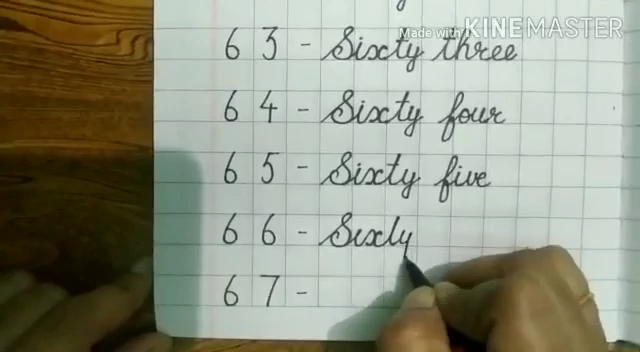 Made with KINEMASTER
63 - Sixty three
64 - Sixty four
65 - Sixty five
66 - Sixty
67 -